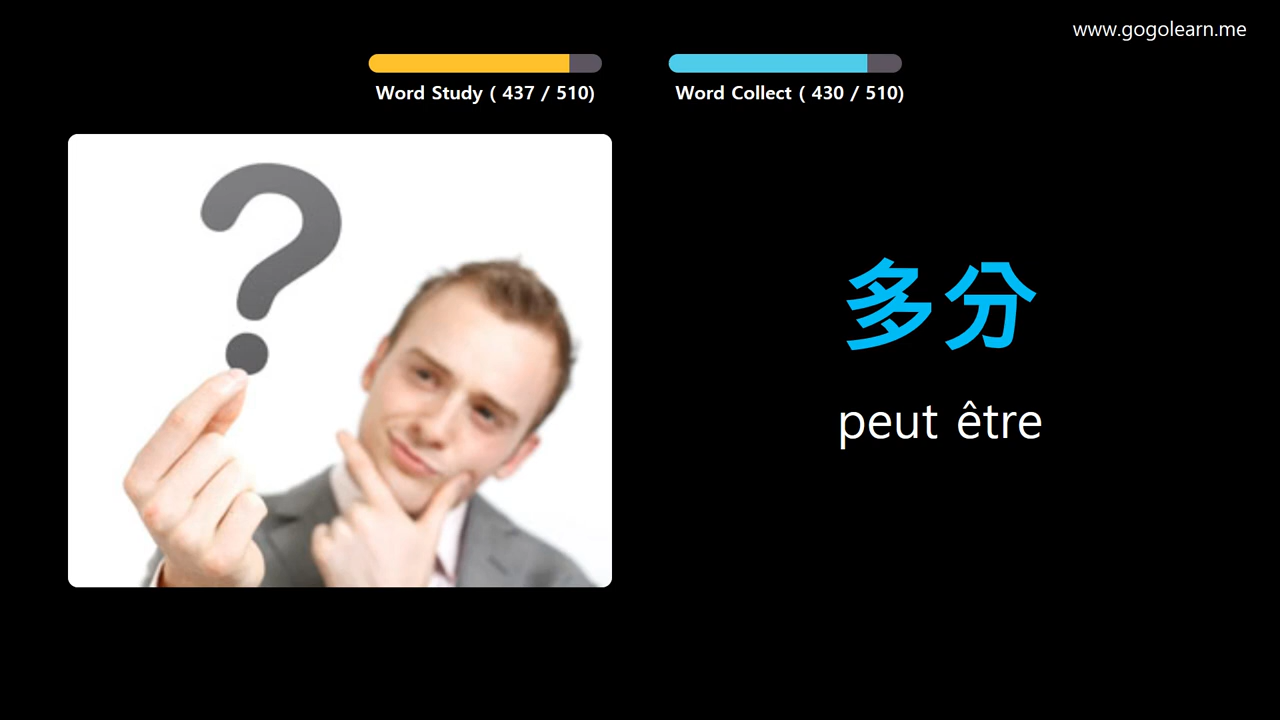 www.gogolearn.me
Word Study ( 437 / 510)
Word Collect ( 430 / 510)
?
多分
peut être